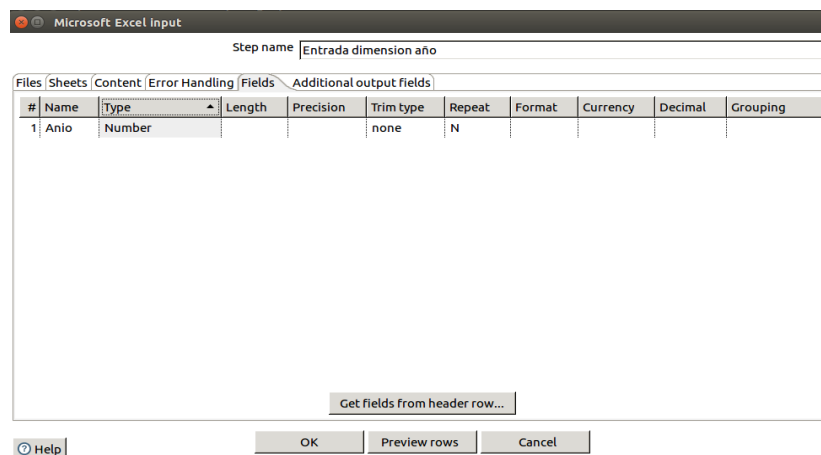 Microsoft Excel input
Step name Entrada dimension año
Files Sheets Content Error Handling Fields Additional output fields
# Name Type Length Precision Trim type Repeat Format Currency Decimal Grouping
1 Anio Number none N
Get fields from header row...
Help OK Preview rows Cancel